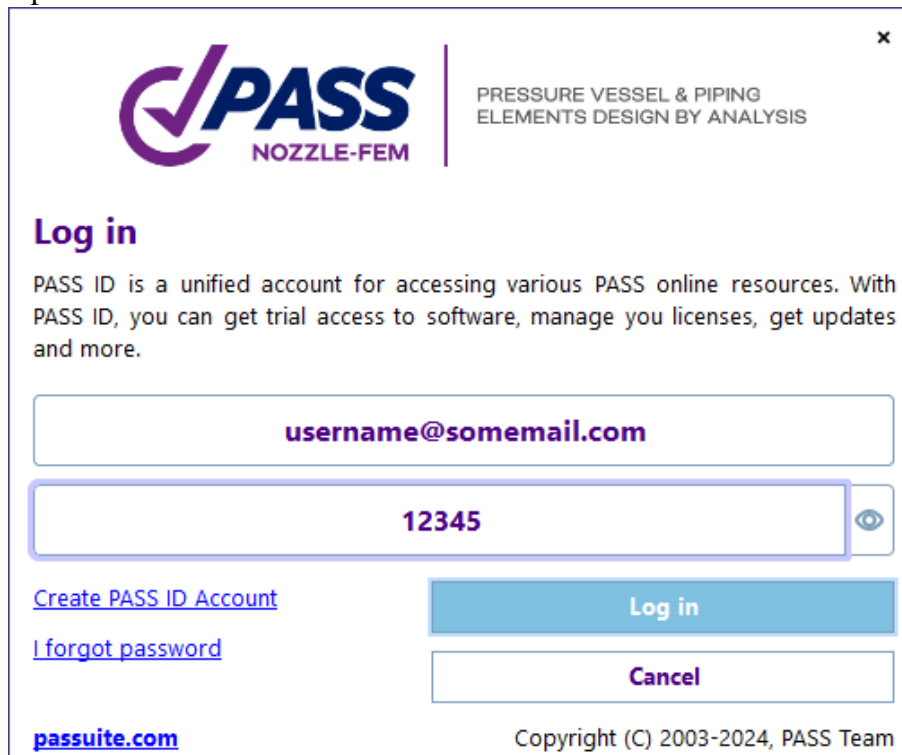 ×
PASS
NOZZLE-FEM
PRESSURE VESSEL & PIPING
ELEMENTS DESIGN BY ANALYSIS
Log in
PASS ID is a unified account for accessing various PASS online resources. With
PASS ID, you can get trial access to software, manage you licenses, get updates
and more.
username@somemail.com
12345
Create PASS ID Account
Log in
I forgot password
Cancel
passuite.com
Copyright (C) 2003-2024, PASS Team